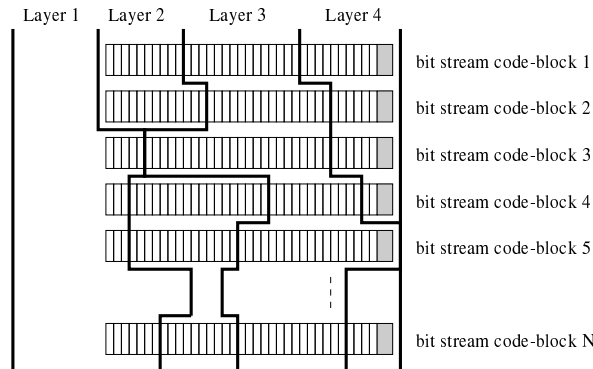 Layer 1 Layer 2 Layer 3 Layer 4
bit stream code-block 1
bit stream code-block 2
bit stream code-block 3
bit stream code-block 4
bit stream code-block 5
bit stream code-block N